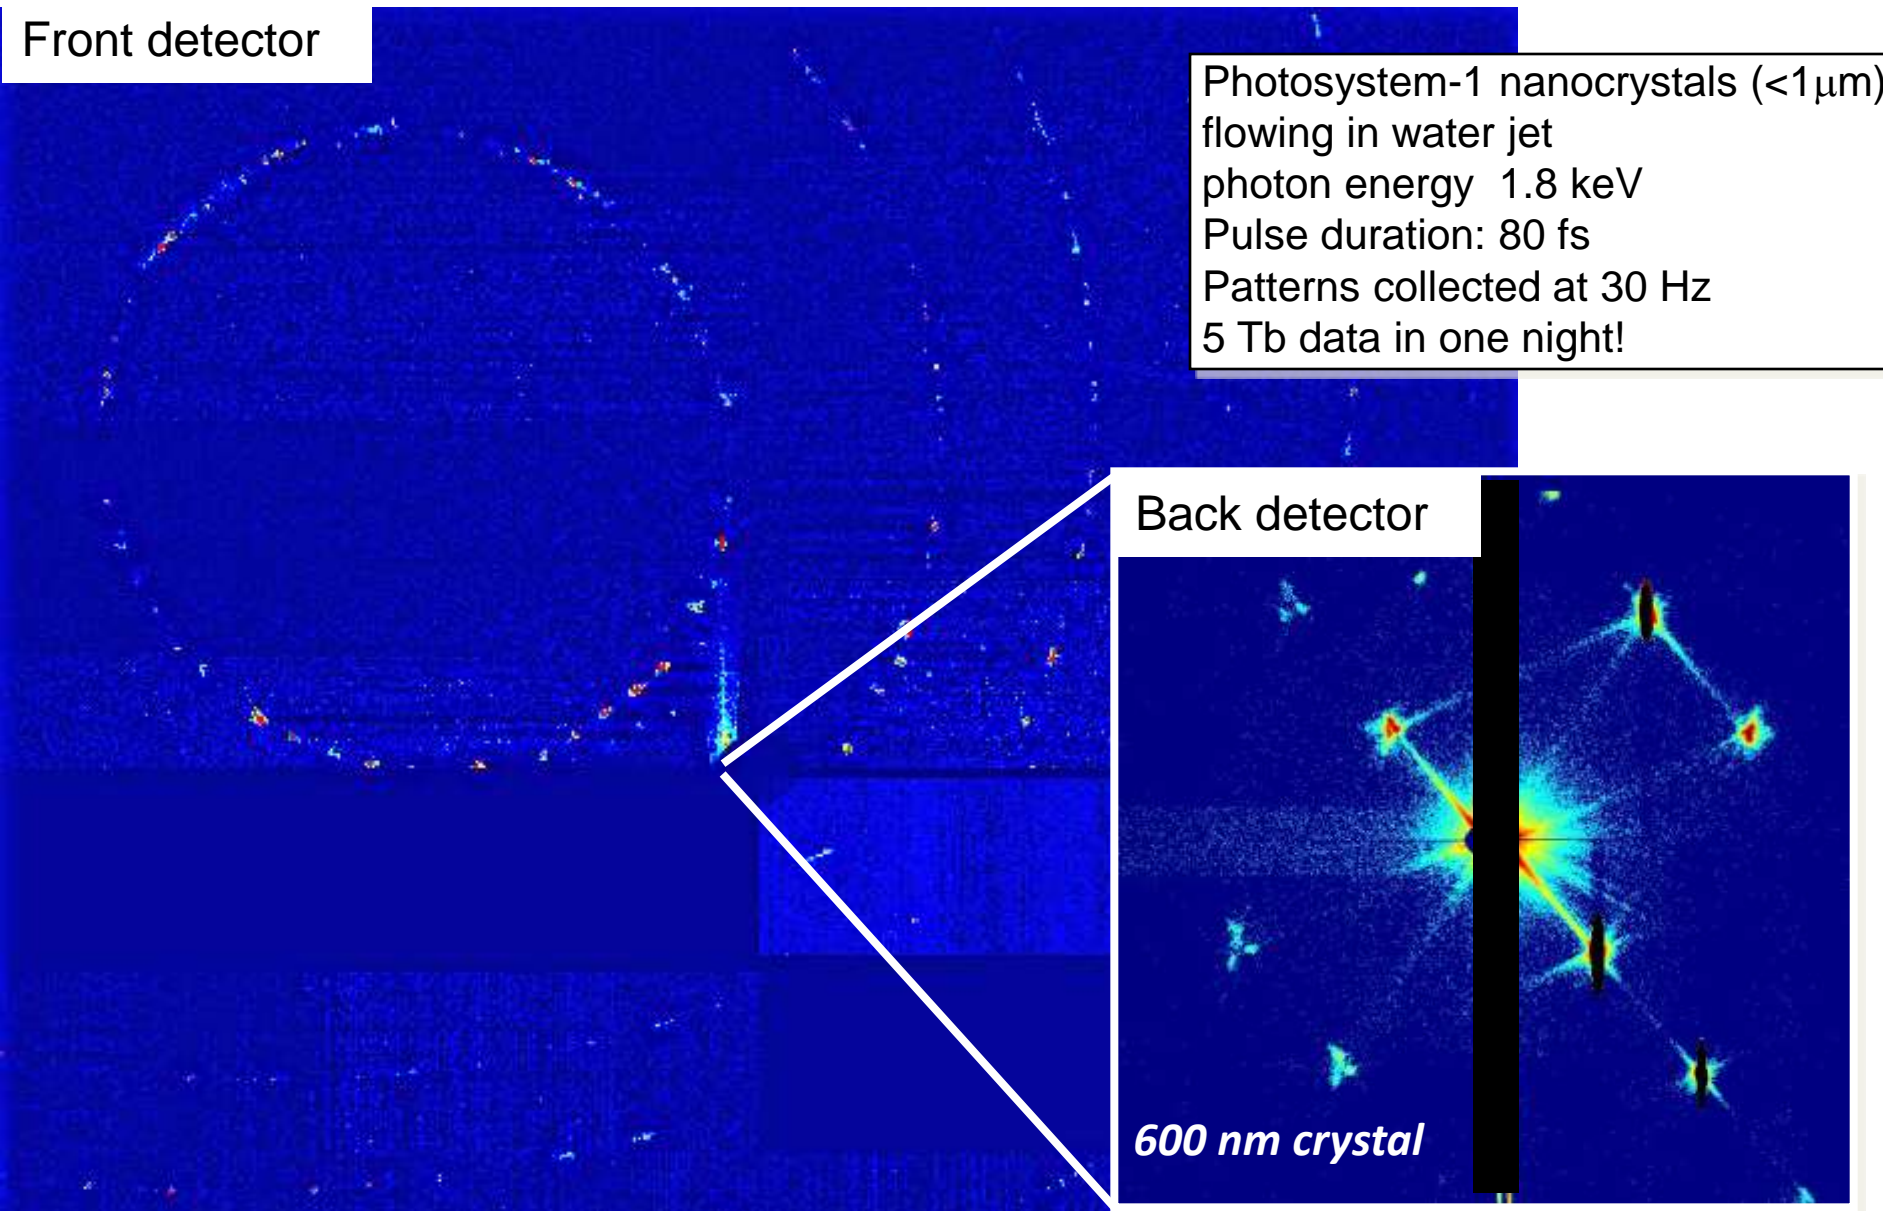 Front detector
Photosystem-1 nanocrystals (<1μm)
flowing in water jet
photon energy  1.8 keV
Pulse duration: 80 fs
Patterns collected at 30 Hz
5 Tb data in one night!
Back detector
600 nm crystal